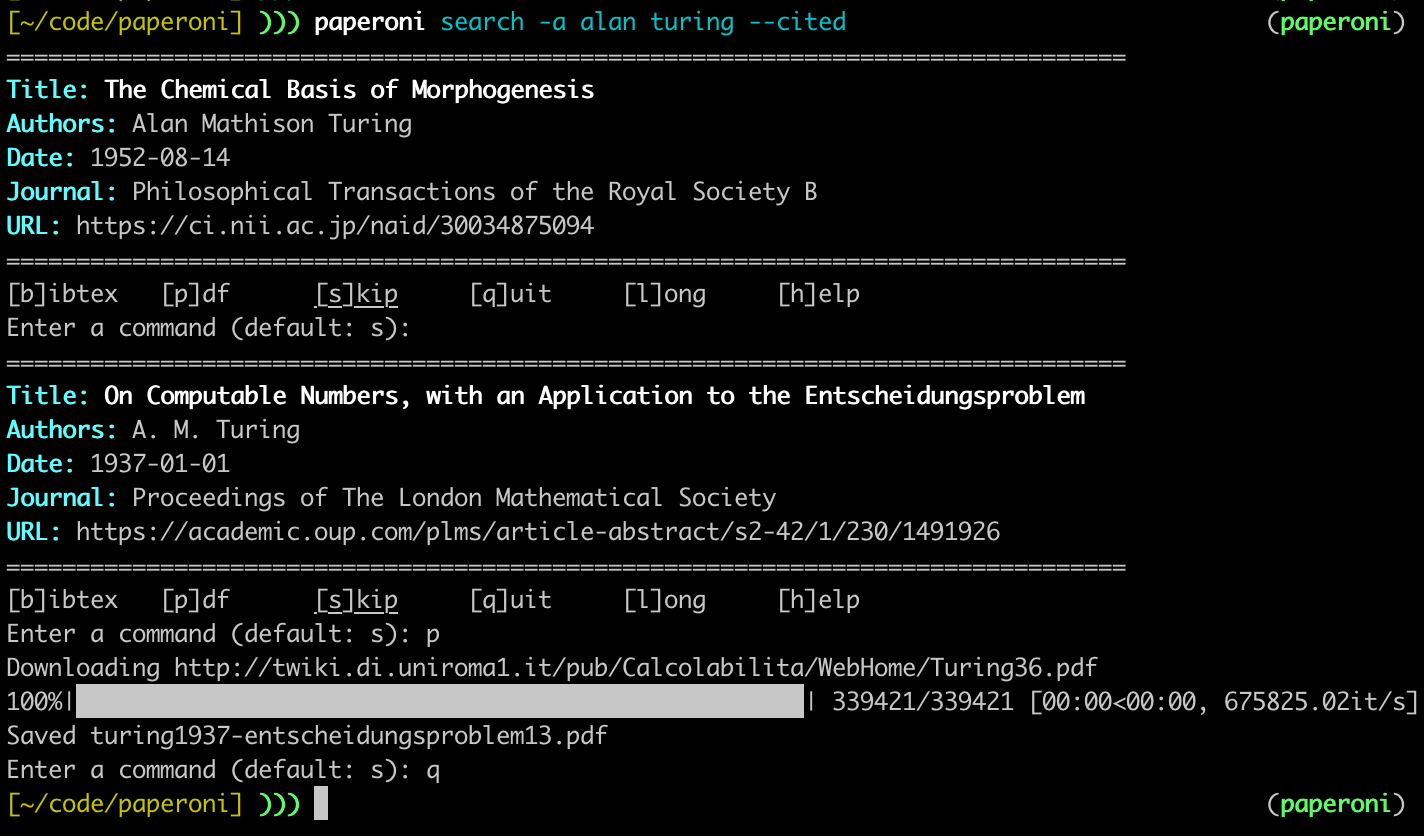 [~/code/paperoni] ))) paperoni search -a alan turing --cited (paperoni)
================================================================================
Title: The Chemical Basis of Morphogenesis
Authors: Alan Mathison Turing
Date: 1952-08-14
Journal: Philosophical Transactions of the Royal Society B
URL: https://ci.nii.ac.jp/naid/30034875094
================================================================================
[b]ibtex [p]df [s]kip [q]uit [l]ong [h]elp
Enter a command (default: s):
================================================================================
Title: On Computable Numbers, with an Application to the Entscheidungsproblem
Authors: A. M. Turing
Date: 1937-01-01
Journal: Proceedings of The London Mathematical Society
URL: https://academic.oup.com/plms/article-abstract/s2-42/1/230/1491926
================================================================================
[b]ibtex [p]df [s]kip [q]uit [l]ong [h]elp
Enter a command (default: s): p
Downloading http://twiki.di.uniroma1.it/pub/Calcolabilita/WebHome/Turing36.pdf
100%| | 339421/339421 [00:00<00:00, 675825.02it/s]
Saved turing1937-entscheidungsproblem13.pdf
Enter a command (default: s): q
[~/code/paperoni] ))) (paperoni)